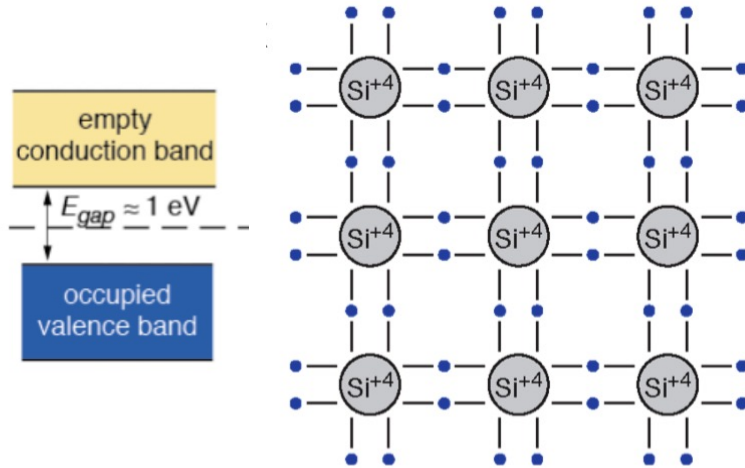 empty
conduction band
E_gap ≈ 1 eV
occupied
valence band
Si+4 Si+4 Si+4
Si+4 Si+4 Si+4
Si+4 Si+4 Si+4